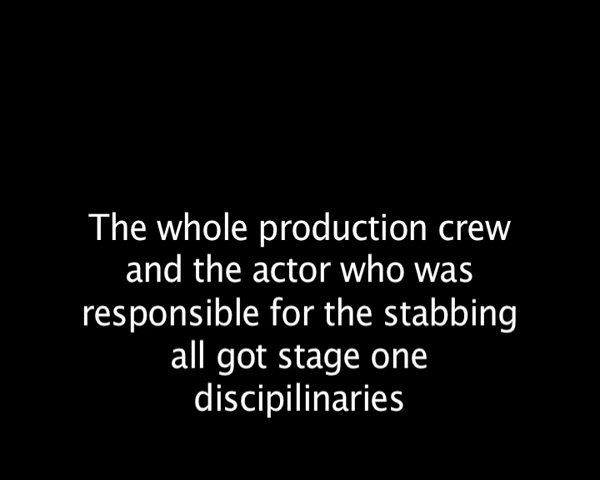 The whole production crew
and the actor who was
responsible for the stabbing
all got stage one
discipilinaries